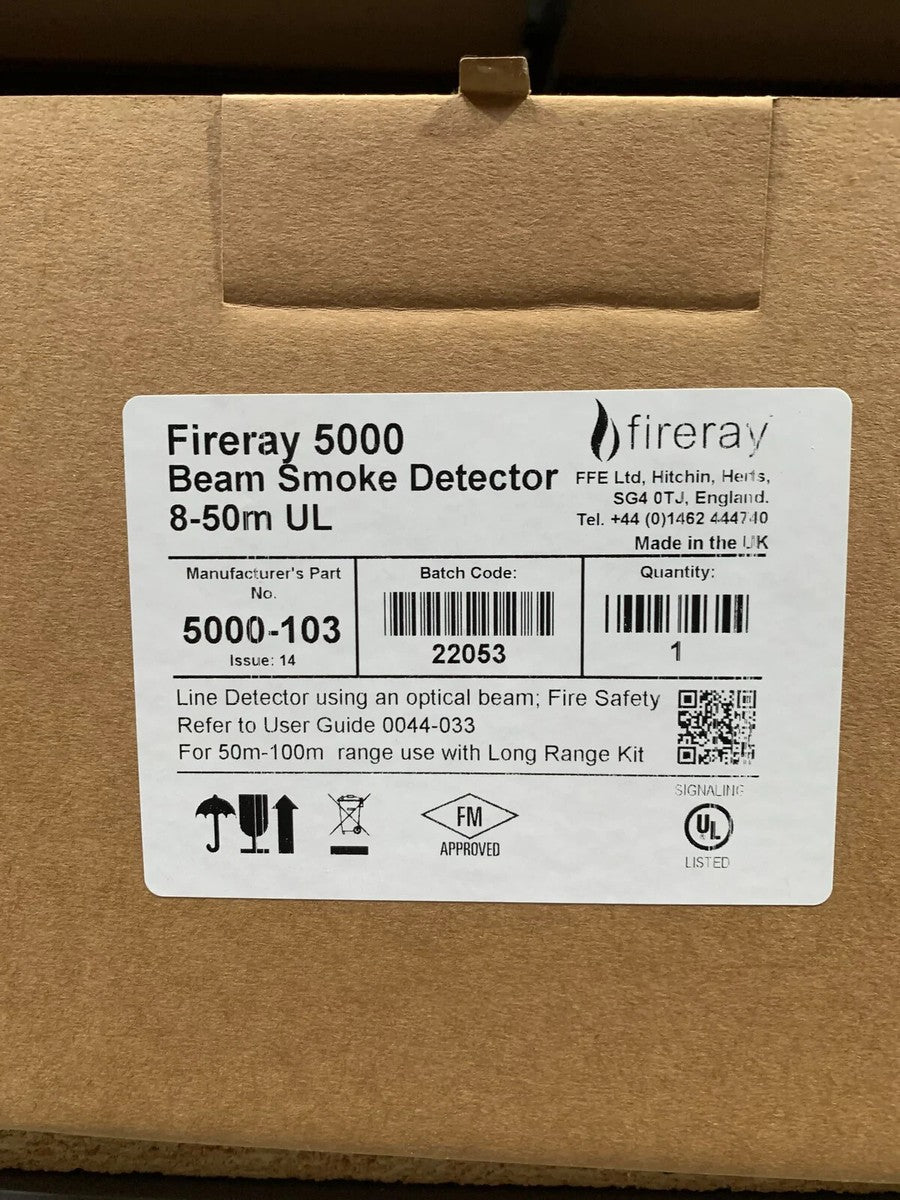 Fireray 5000
Beam Smoke Detector
8-50m UL
fireray
FFE Ltd, Hitchin, Herts,
SG4 0TJ, England.
Tel. +44 (0)1462 444740
Made in the UK
Manufacturer's Part
No.
5000-103
Issue: 14
Batch Code:
22053
Quantity:
1
Line Detector using an optical beam; Fire Safety
Refer to User Guide 0044-033
For 50m-100m range use with Long Range Kit
FM
APPROVED
SIGNALING
UL
®
LISTED